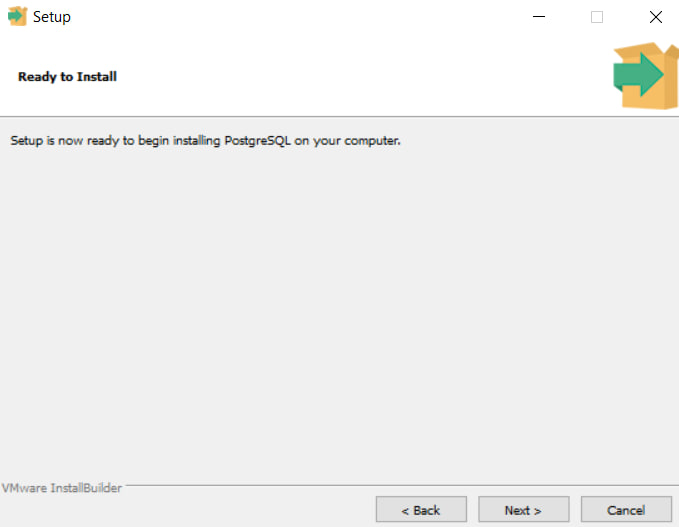 Setup
Ready to Install
Setup is now ready to begin installing PostgreSQL on your computer.
VMware InstallBuilder
< Back
Next >
Cancel